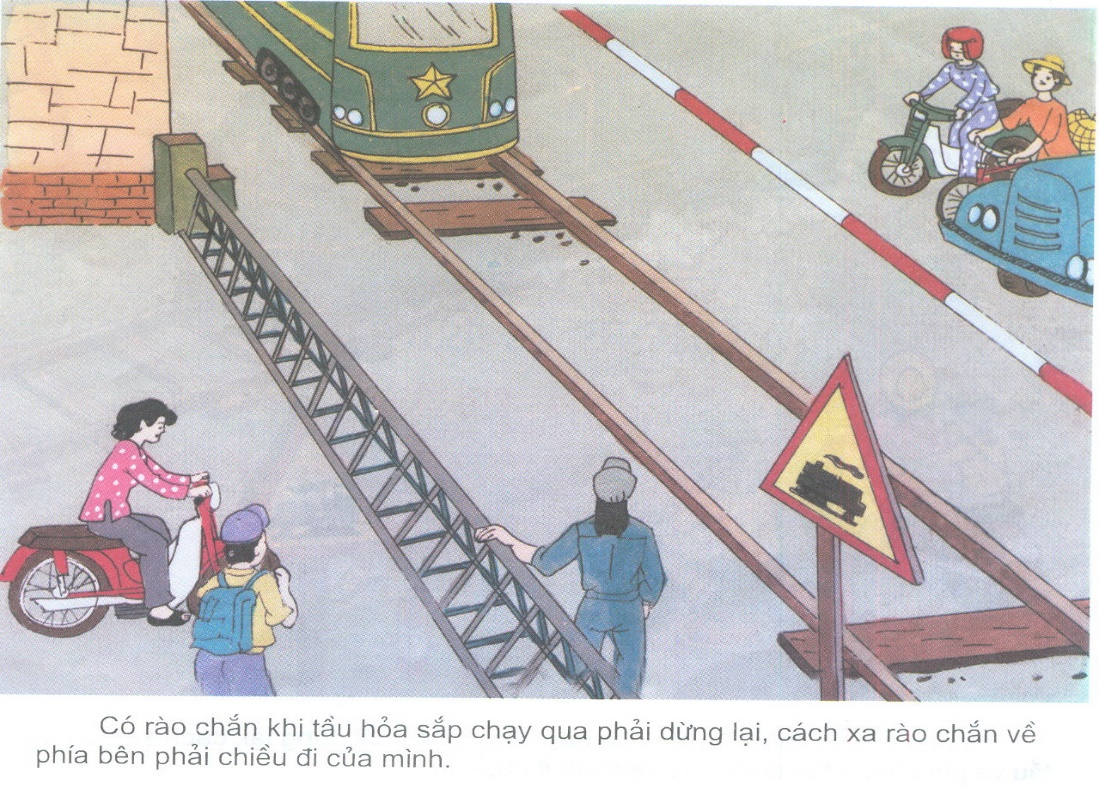 Có rào chắn khi tầu hỏa sắp chạy qua phải dừng lại, cách xa rào chắn về
phía bên phải chiều đi của mình.